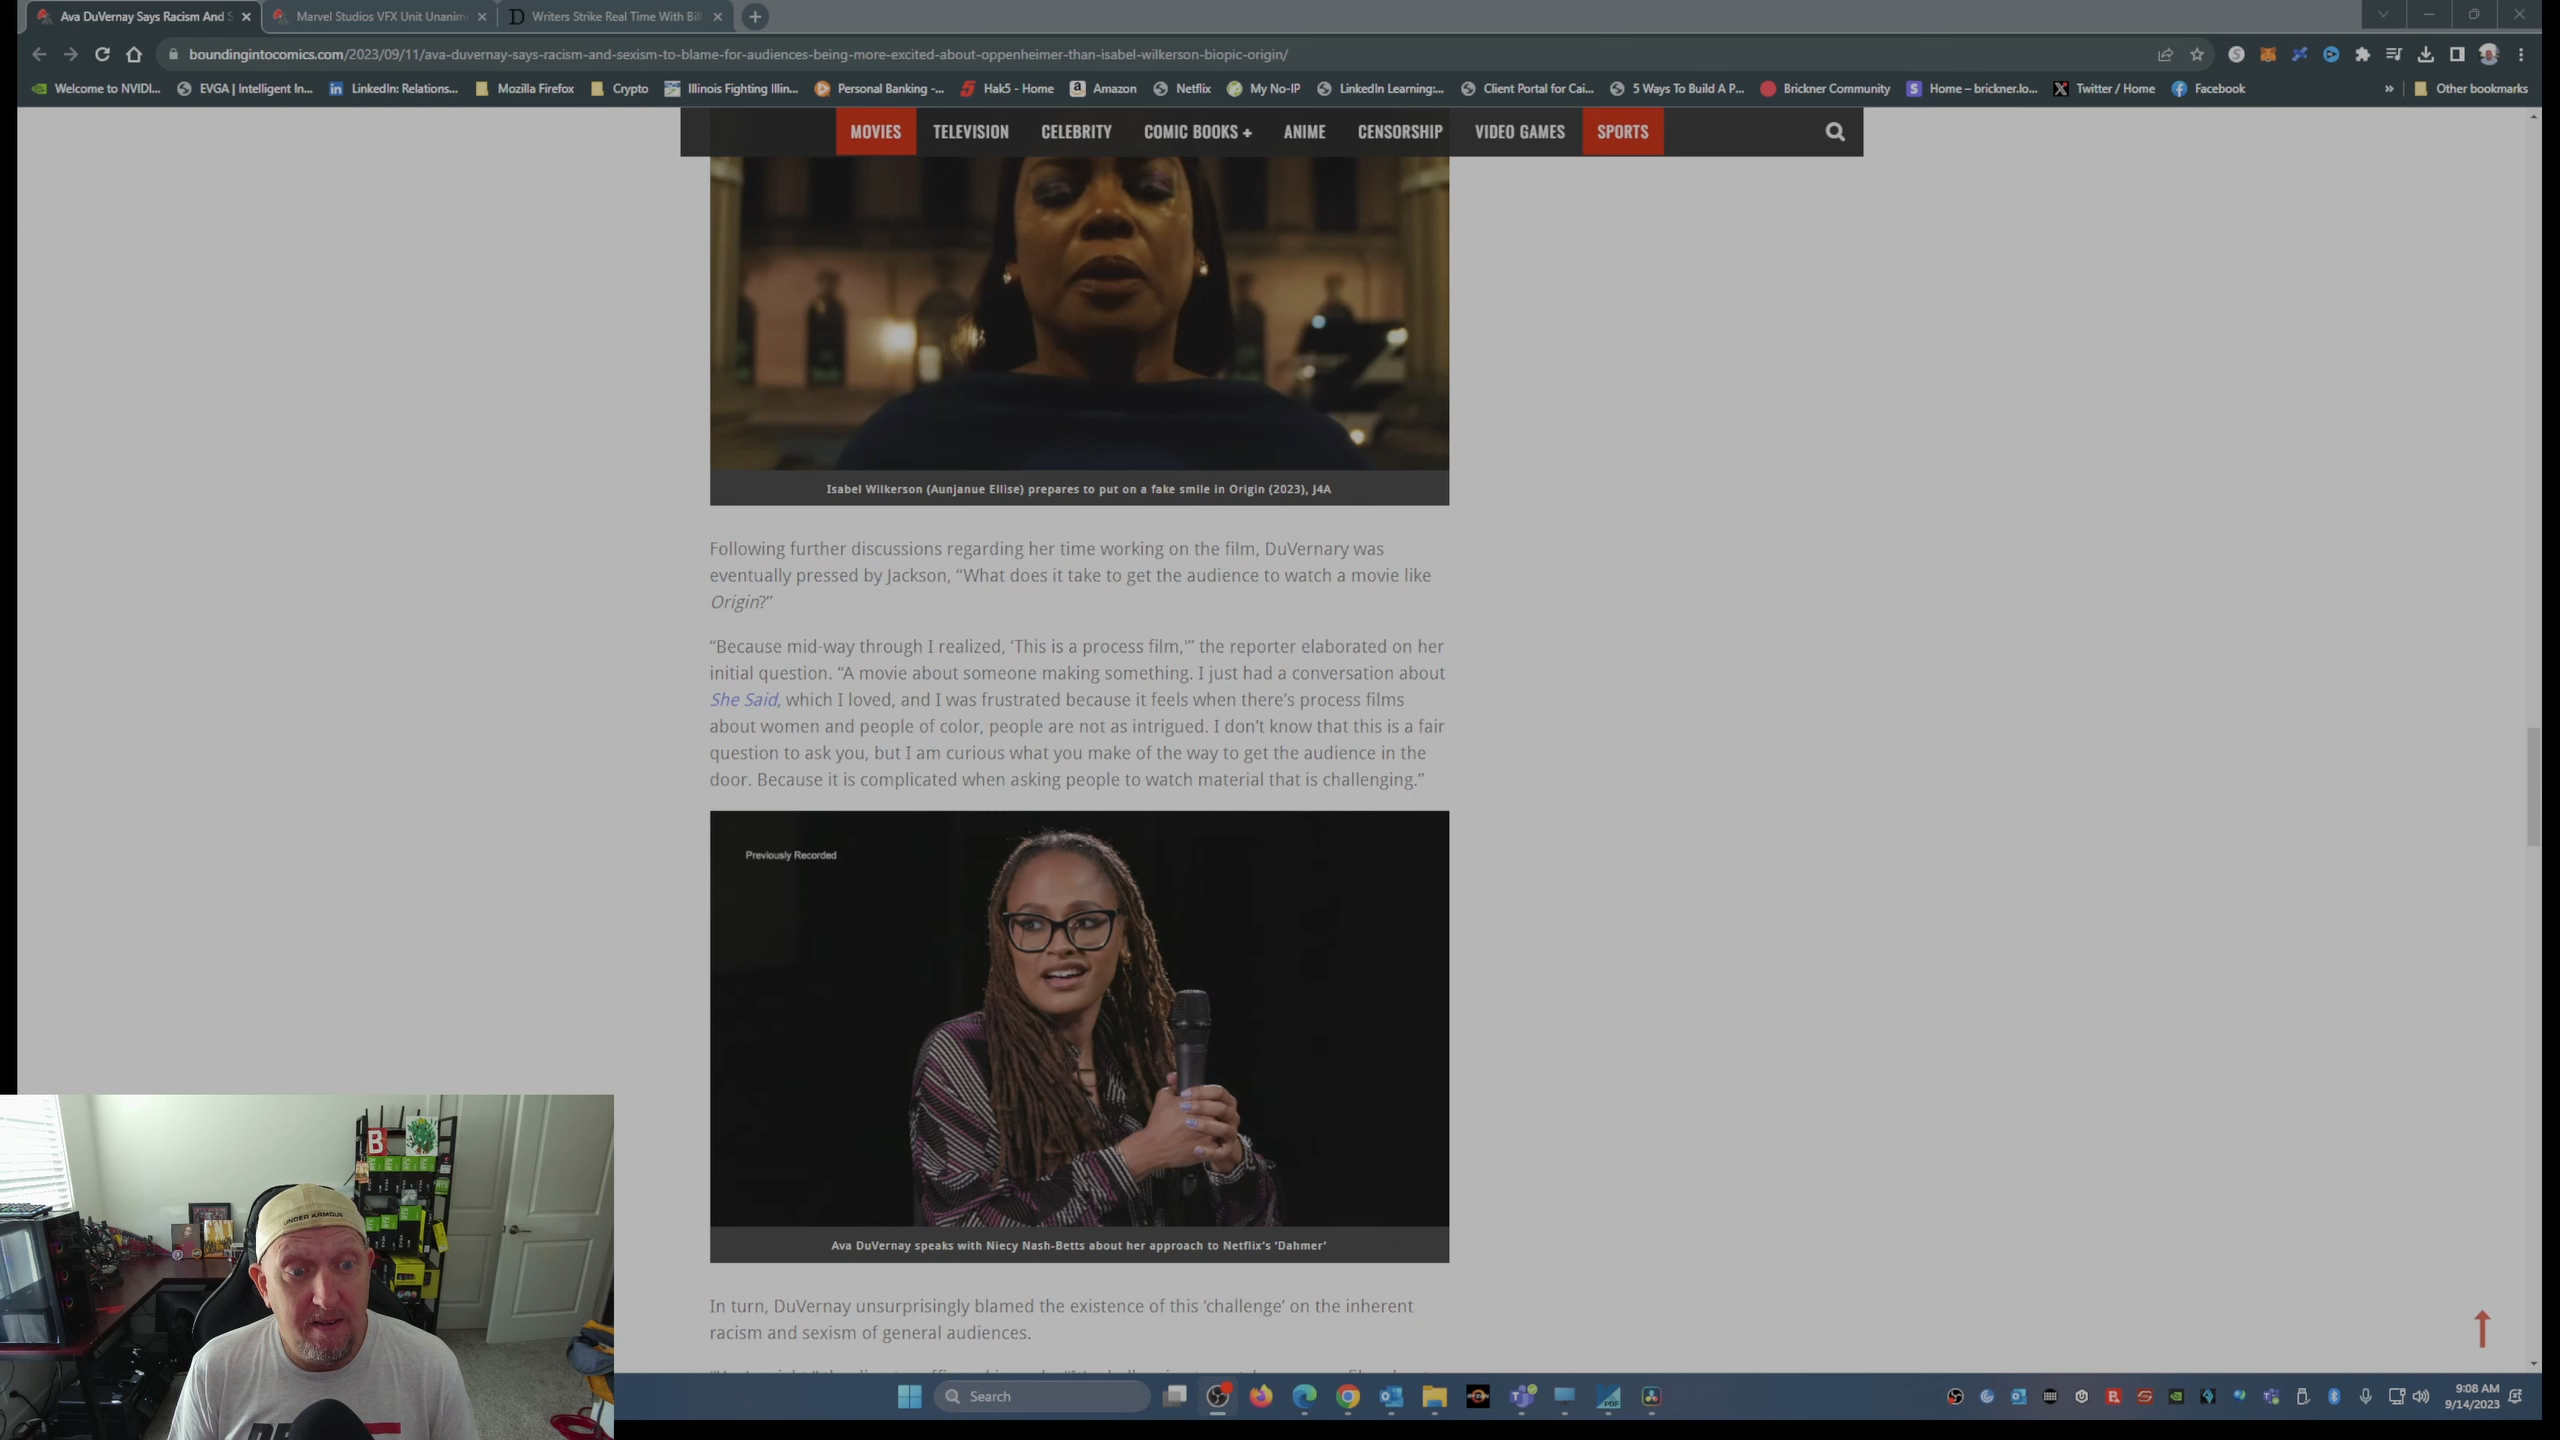 Ava DuVernay Says Racism And S
Marvel Studios VFX Unit Unanim
Writers Strike Real Time With Bill
boundingintocomics.com/2023/09/11/ava-duvernay-says-racism-and-sexism-to-blame-for-audiences-being-more-excited-about-oppenheimer-than-isabel-wilkerson-biopic-origin/
Welcome to NVIDI... EVGA | Intelligent In... LinkedIn: Relations... Mozilla Firefox Crypto Illinois Fighting Illin... Personal Banking -... Hak5 - Home Amazon Netflix My No-IP LinkedIn Learning:... Client Portal for Cai... 5 Ways To Build A P... Brickner Community Home – brickner.lo... Twitter / Home Facebook » Other bookmarks
MOVIES TELEVISION CELEBRITY COMIC BOOKS + ANIME CENSORSHIP VIDEO GAMES SPORTS
Isabel Wilkerson (Aunjanue Ellise) prepares to put on a fake smile in Origin (2023), J4A
Following further discussions regarding her time working on the film, DuVernary was
eventually pressed by Jackson, “What does it take to get the audience to watch a movie like
Origin?”
“Because mid-way through I realized, ‘This is a process film,'” the reporter elaborated on her
initial question. “A movie about someone making something. I just had a conversation about
She Said, which I loved, and I was frustrated because it feels when there’s process films
about women and people of color, people are not as intrigued. I don’t know that this is a fair
question to ask you, but I am curious what you make of the way to get the audience in the
door. Because it is complicated when asking people to watch material that is challenging.”
Previously Recorded
Ava DuVernay speaks with Niecy Nash-Betts about her approach to Netflix’s ‘Dahmer’
In turn, DuVernay unsurprisingly blamed the existence of this ‘challenge’ on the inherent
racism and sexism of general audiences.
B
UNDER ARMOUR
Search
9:08 AM
9/14/2023